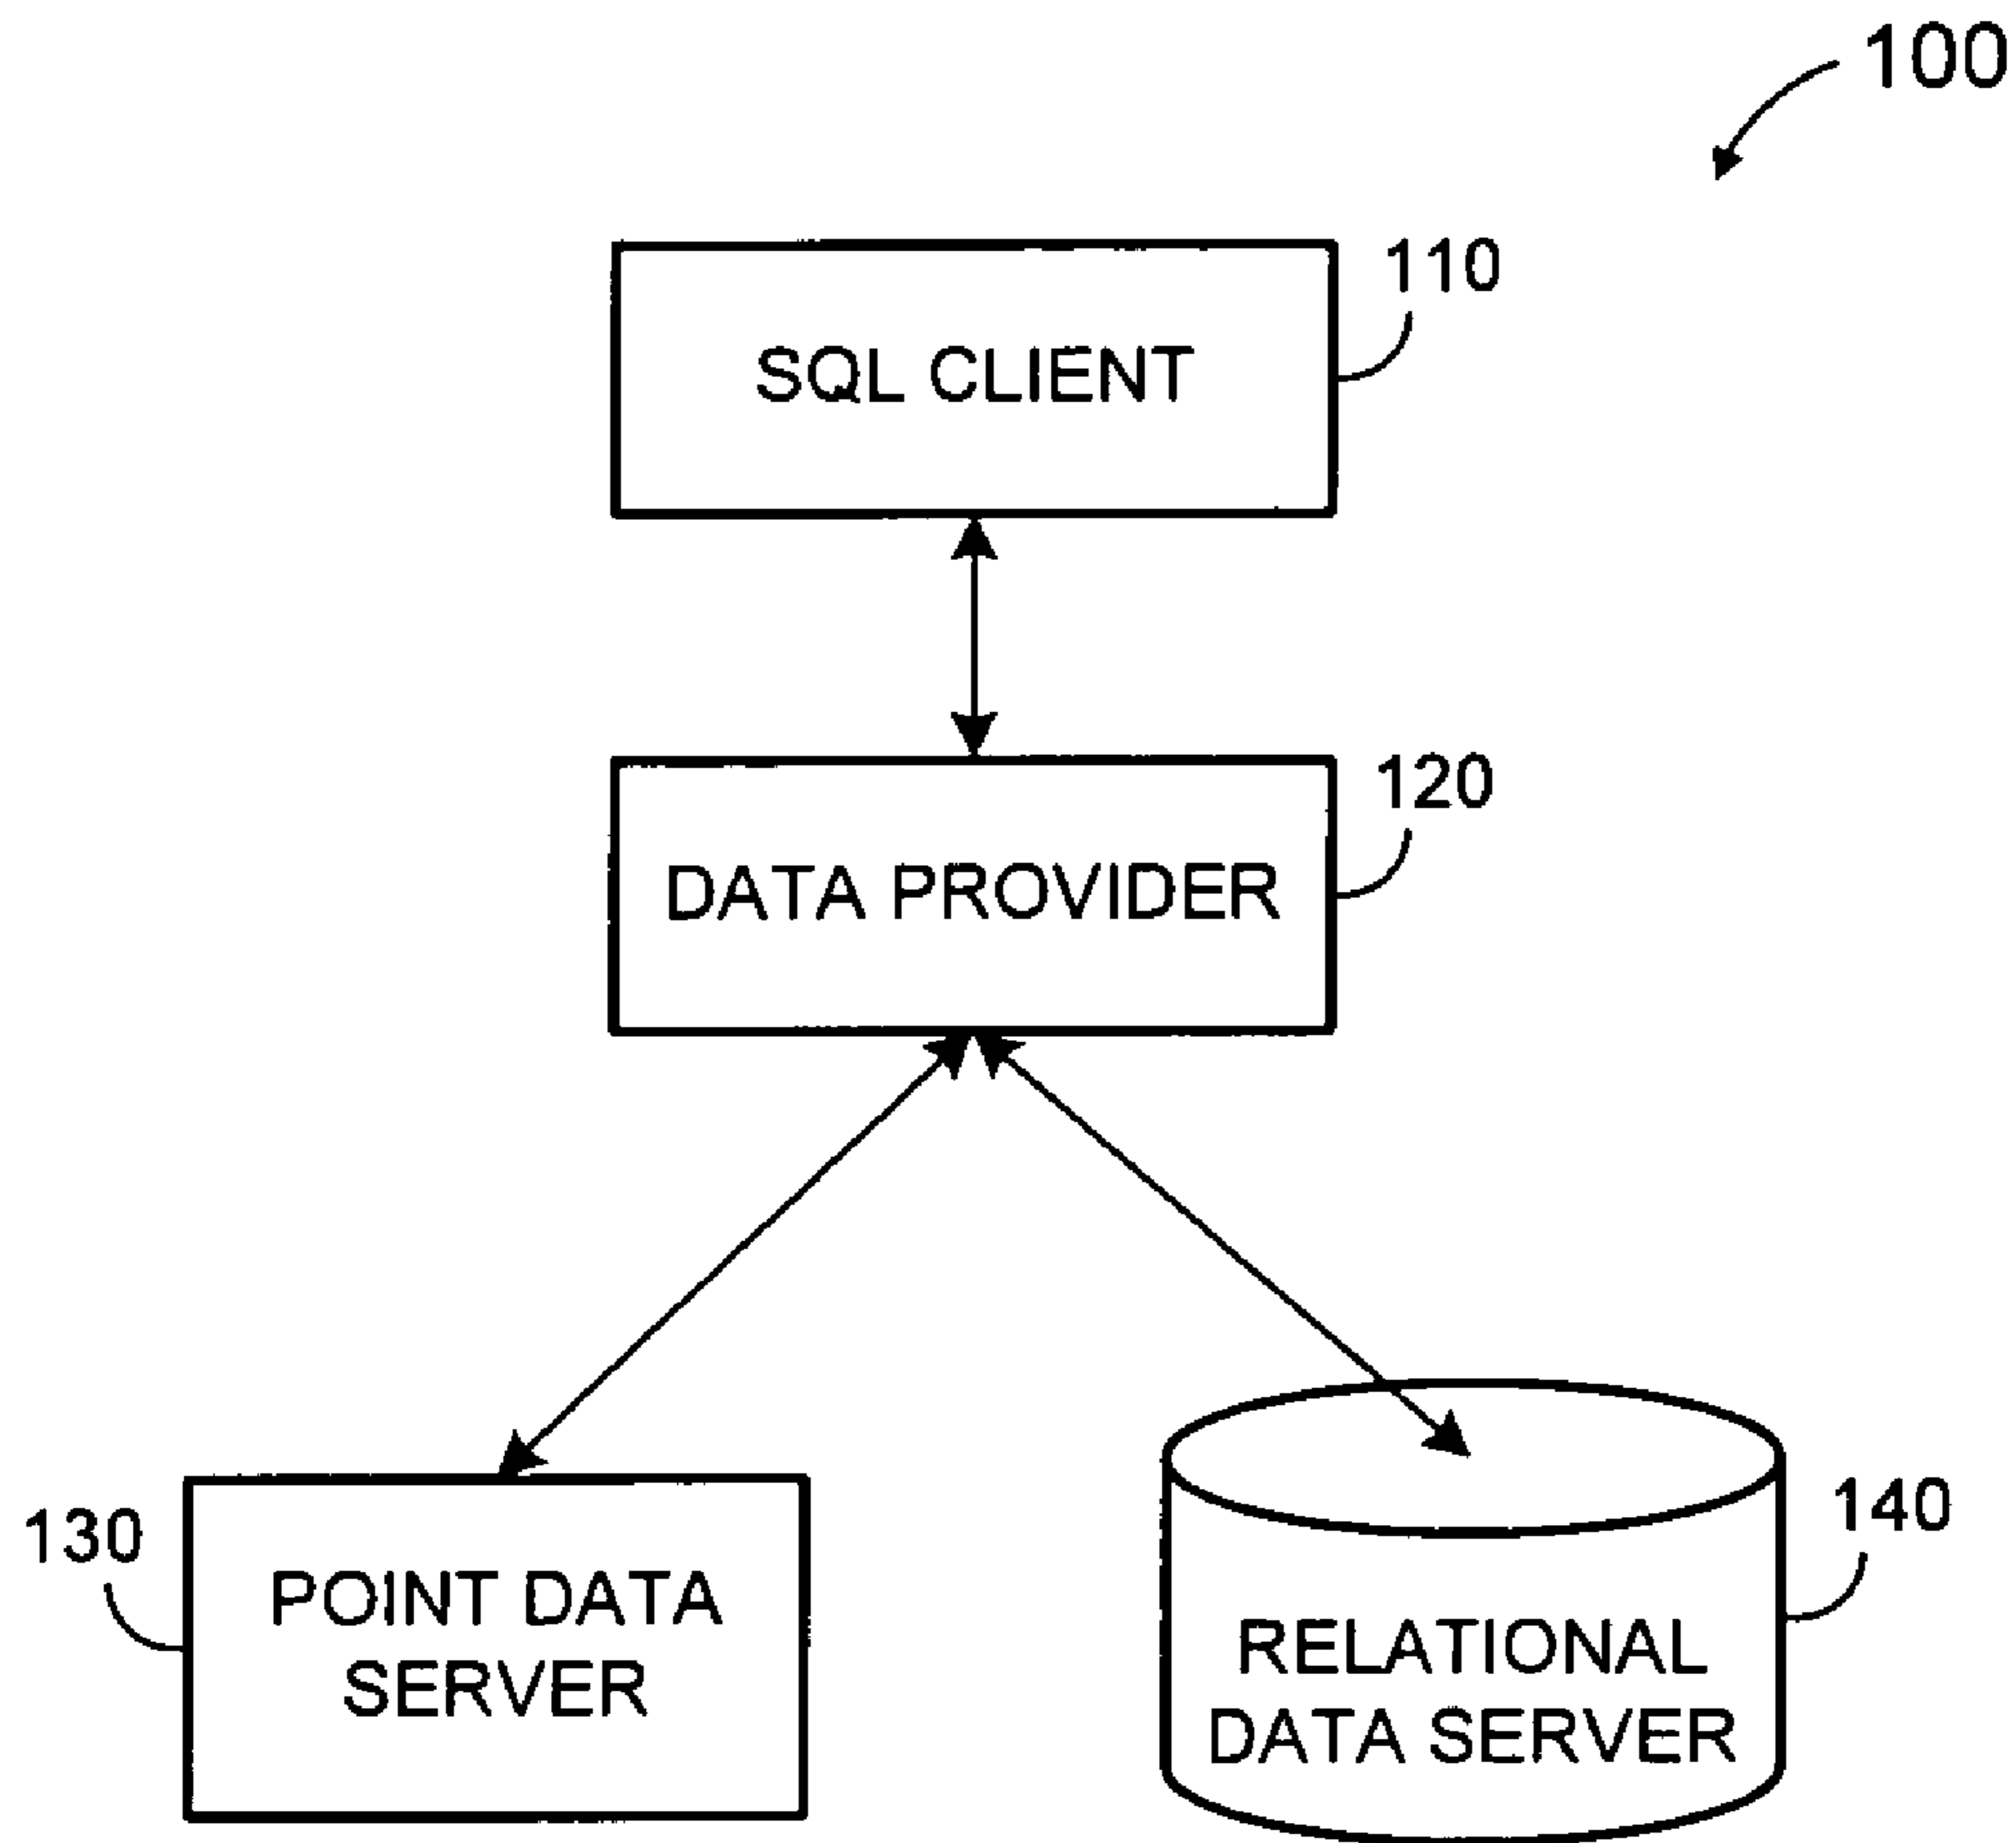 100
110
SQL CLIENT
120
DATA PROVIDER
130
POINT DATA
SERVER
140
RELATIONAL
DATA SERVER